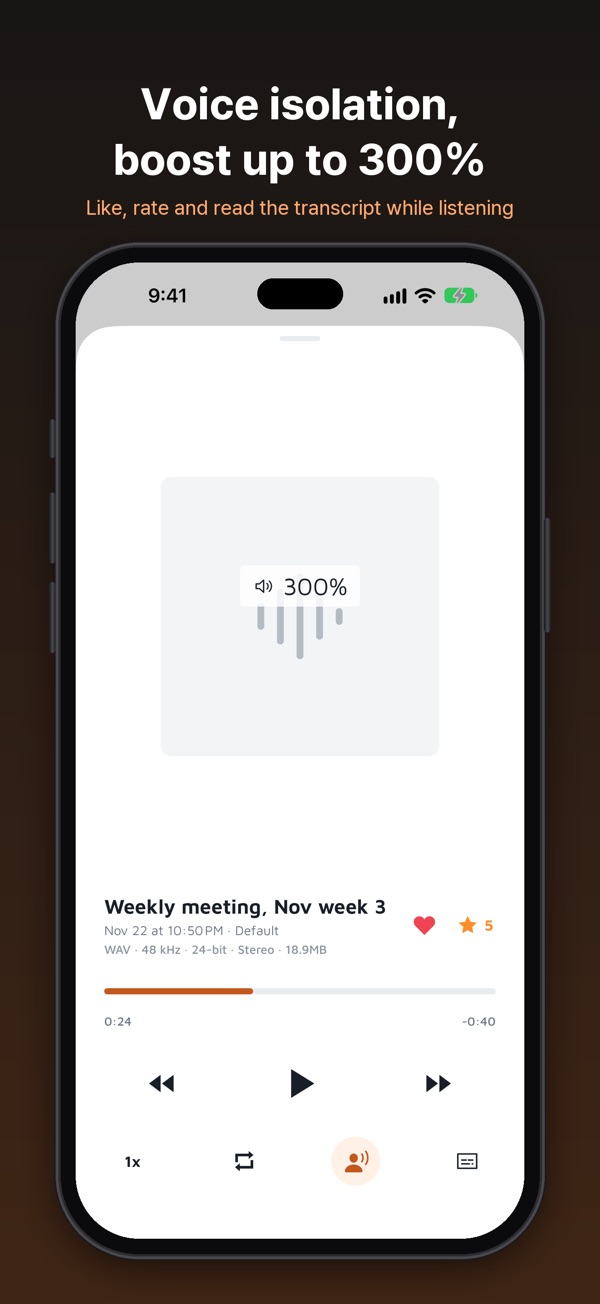 Voice isolation,
boost up to 300%
Like, rate and read the transcript while listening
9:41
300%
Weekly meeting, Nov week 3
Nov 22 at 10:50 PM · Default
WAV · 48 kHz · 24-bit · Stereo · 18.9MB
5
0:24
-0:40
1x